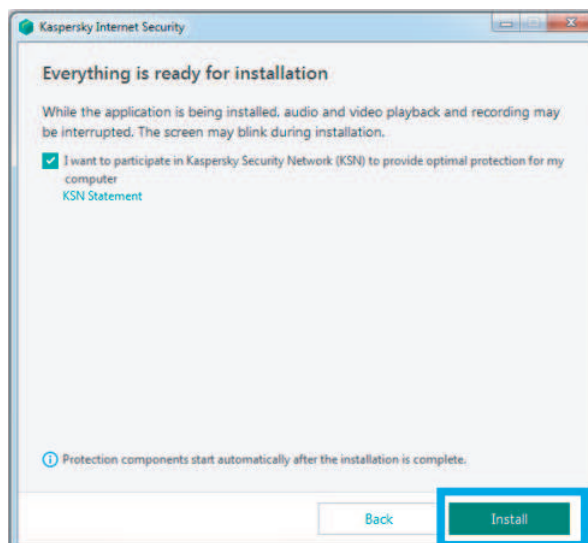 Kaspersky Internet Security
Everything is ready for installation
While the application is being installed, audio and video playback and recording may
be interrupted. The screen may blink during installation.
I want to participate in Kaspersky Security Network (KSN) to provide optimal protection for my
computer
KSN Statement
Protection components start automatically after the installation is complete.
Back
Install